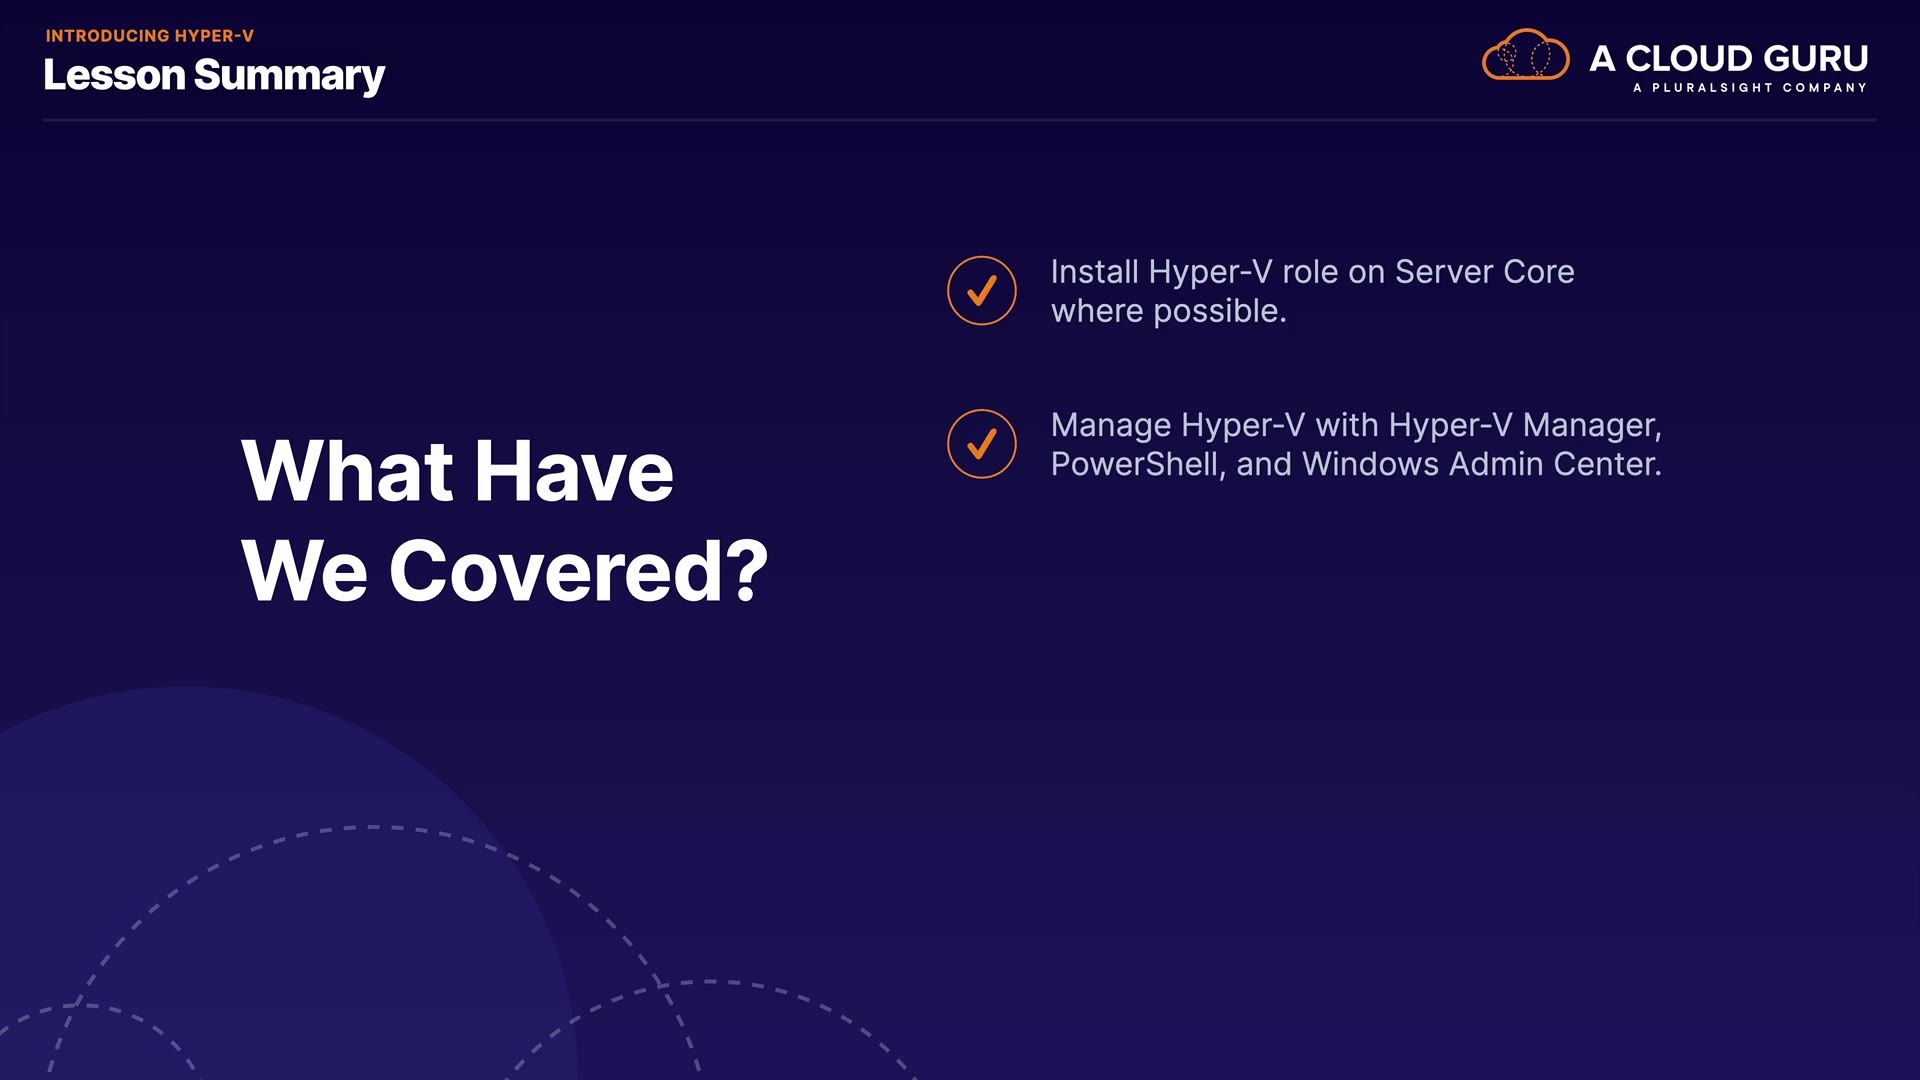 INTRODUCING HYPER-V
Lesson Summary
A CLOUD GURU
A PLURALSIGHT COMPANY
What Have
We Covered?
Install Hyper-V role on Server Core
where possible.
Manage Hyper-V with Hyper-V Manager,
PowerShell, and Windows Admin Center.